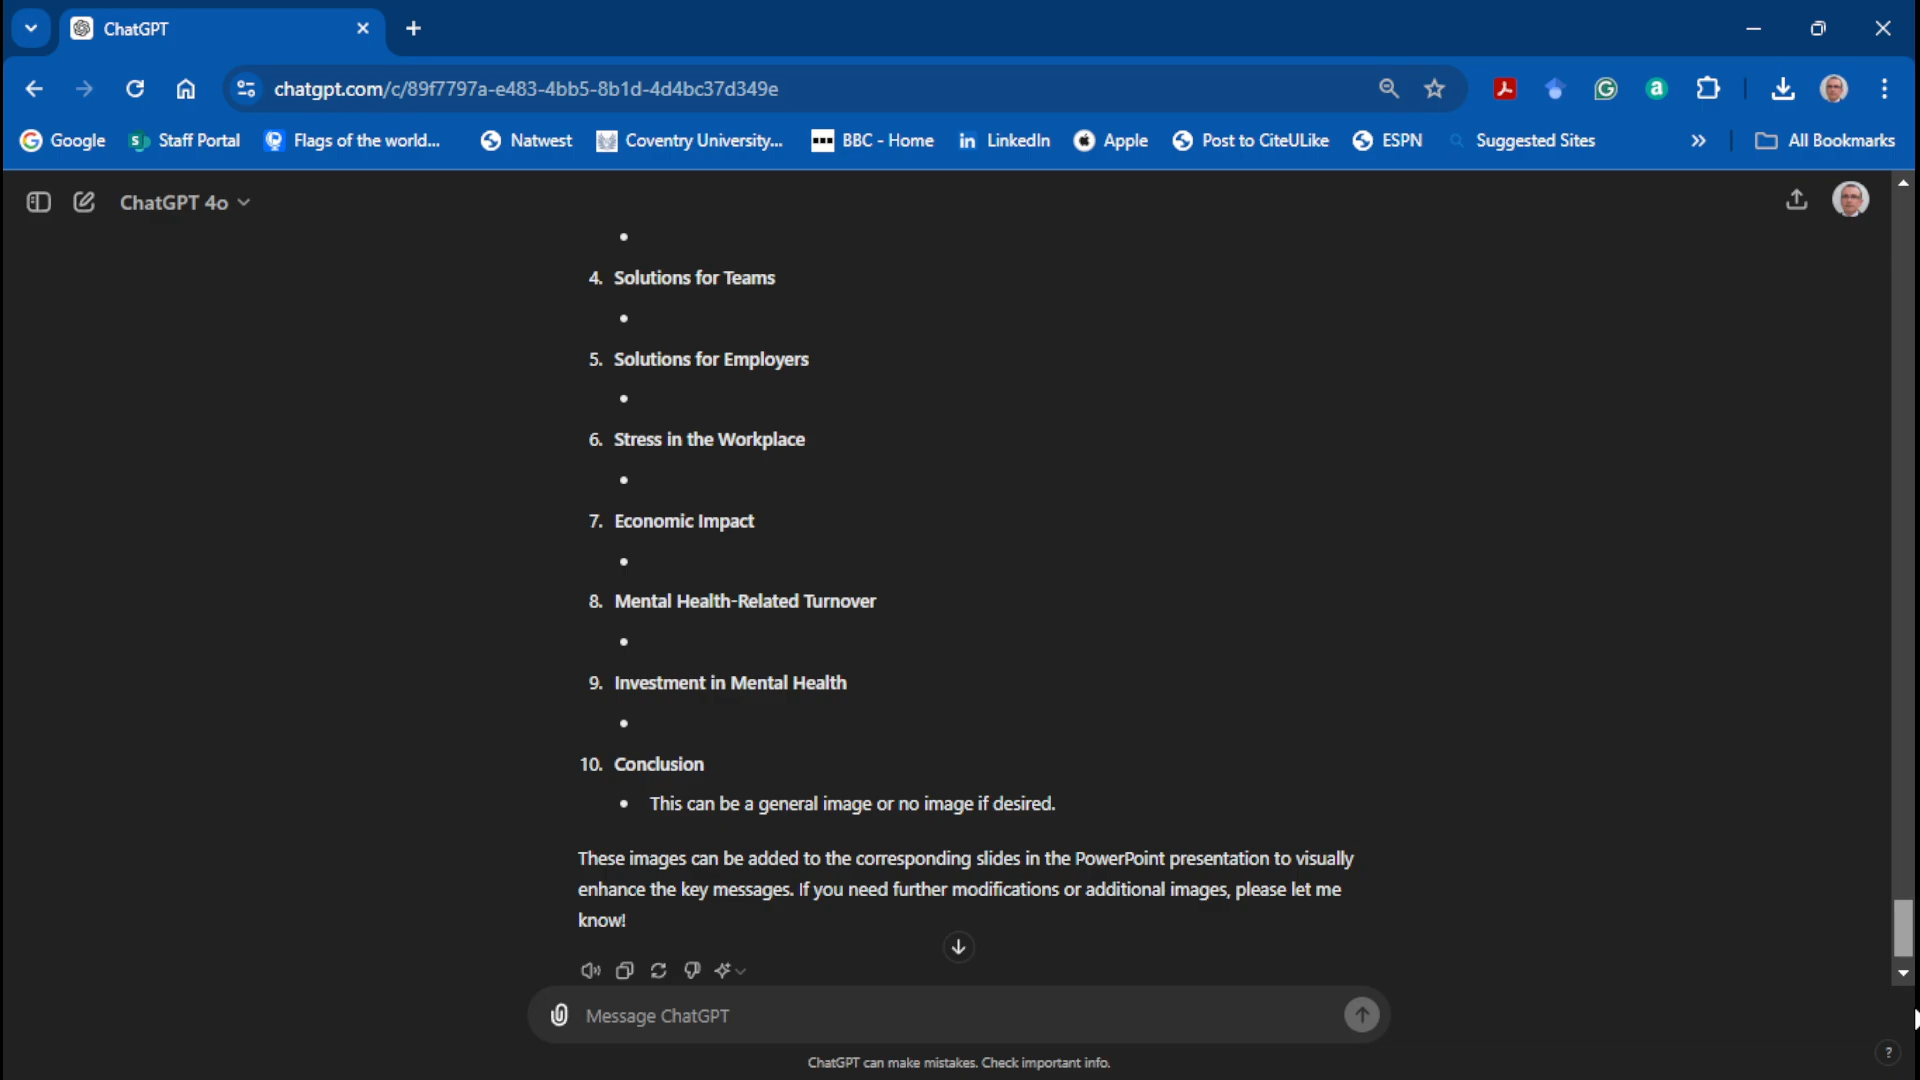 ChatGPT
chatgpt.com/c/89f7797a-e483-4bb5-8b1d-4d4bc37d349e
Google Staff Portal Flags of the world... Natwest Coventry University... BBC - Home LinkedIn Apple Post to CiteULike ESPN Suggested Sites » All Bookmarks
ChatGPT 4o
4. Solutions for Teams
5. Solutions for Employers
6. Stress in the Workplace
7. Economic Impact
8. Mental Health-Related Turnover
9. Investment in Mental Health
10. Conclusion
• This can be a general image or no image if desired.
These images can be added to the corresponding slides in the PowerPoint presentation to visually
enhance the key messages. If you need further modifications or additional images, please let me
know!
Message ChatGPT
ChatGPT can make mistakes. Check important info.
?